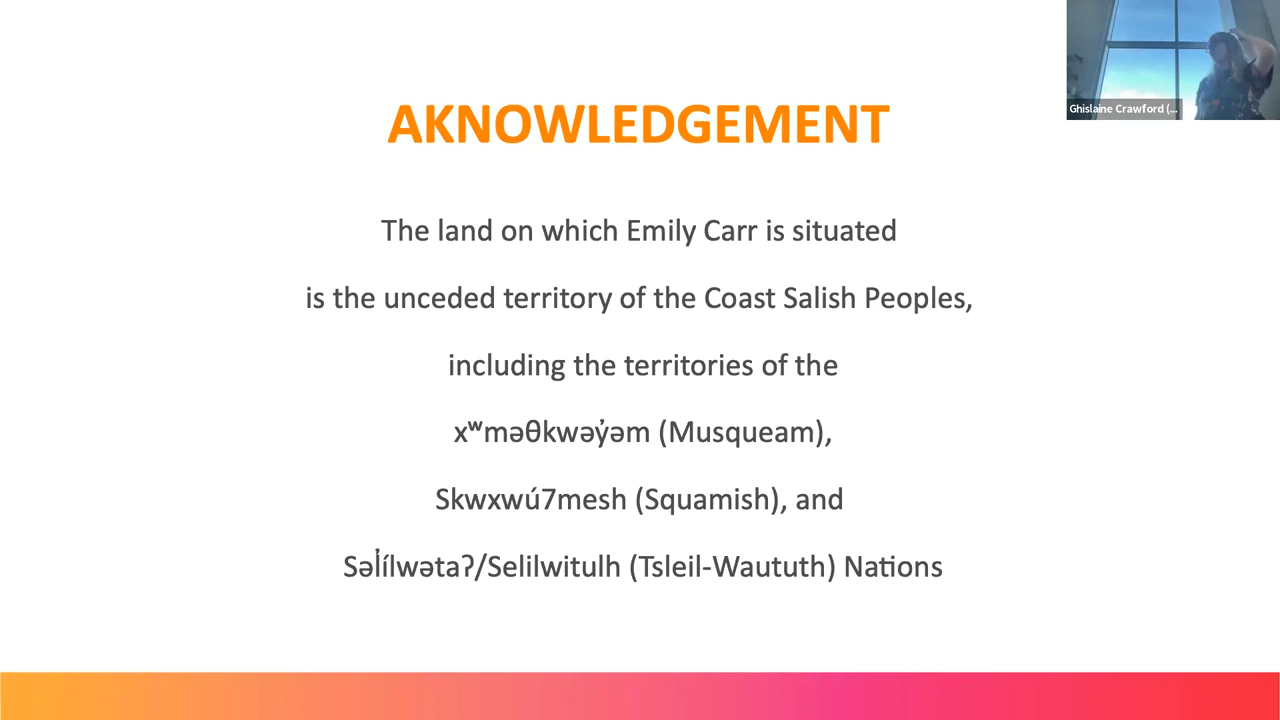 AKNOWLEDGEMENT
Ghislaine Crawford (...
The land on which Emily Carr is situated
is the unceded territory of the Coast Salish Peoples,
including the territories of the
xʷməθkwəy̓əm (Musqueam),
Skwxwú7mesh (Squamish), and
Səl̓ílwətaʔ/Selilwitulh (Tsleil-Waututh) Nations